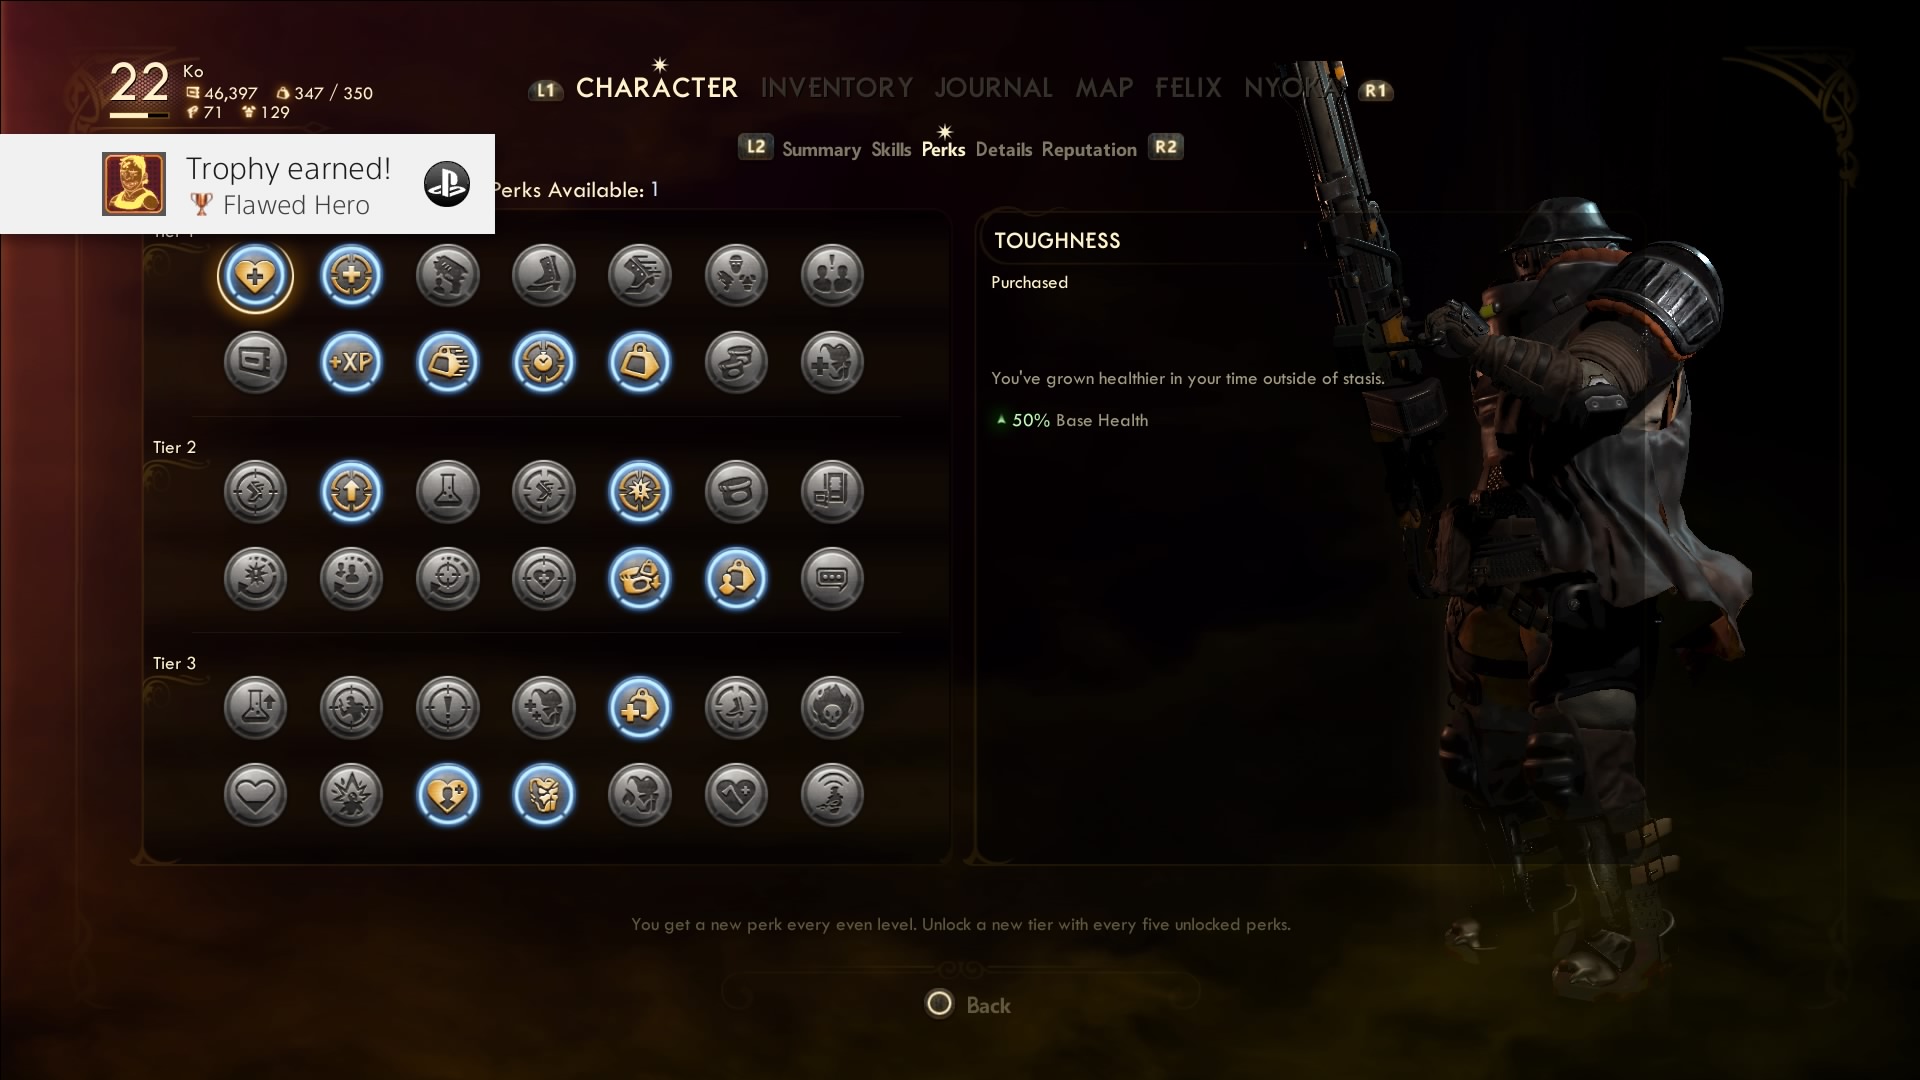 22
Ko
46,397 347 / 350
71 129
L1 CHARACTER INVENTORY JOURNAL MAP FELIX NYOKA R1
L2 Summary Skills Perks Details Reputation R2
Trophy earned!
Flawed Hero
Perks Available: 1
Tier 1
+XP
Tier 2
Tier 3
TOUGHNESS
Purchased
You've grown healthier in your time outside of stasis.
50% Base Health
You get a new perk every even level. Unlock a new tier with every five unlocked perks.
Back